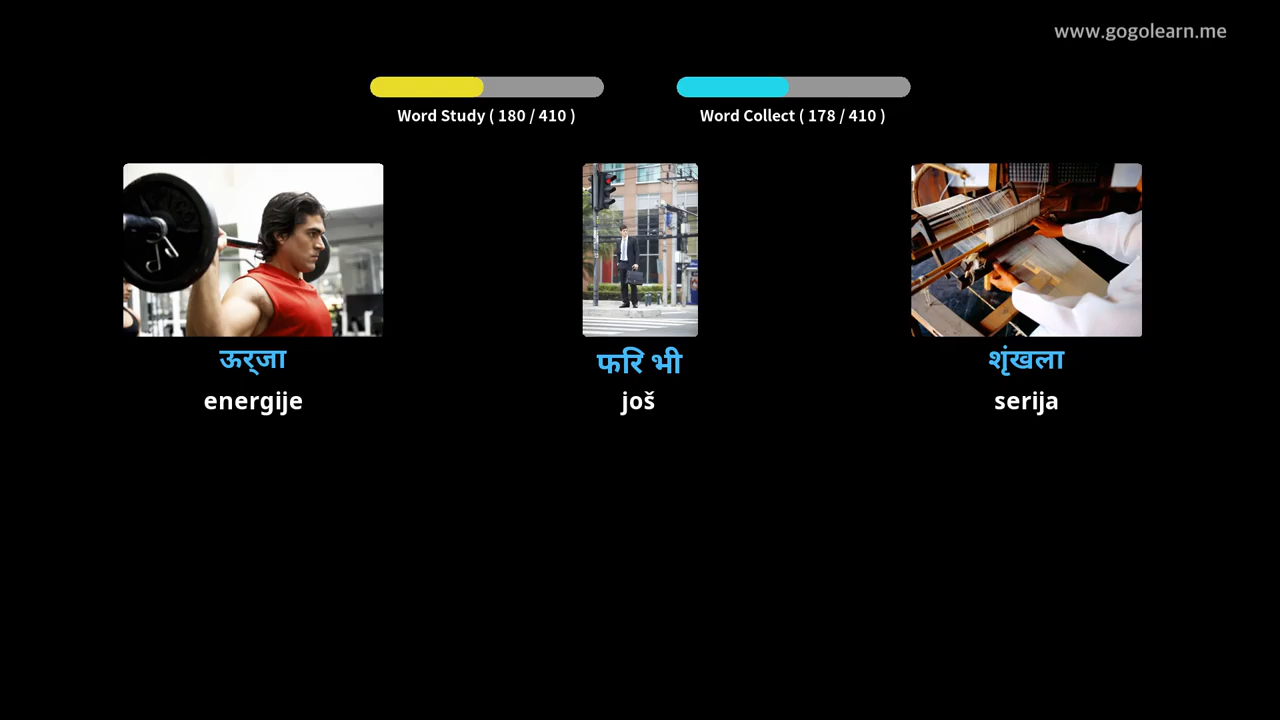 www.gogolearn.me
Word Study ( 180 / 410 )
Word Collect ( 178 / 410 )
ऊर्जा
फरि भी
शृंखला
energije
još
serija